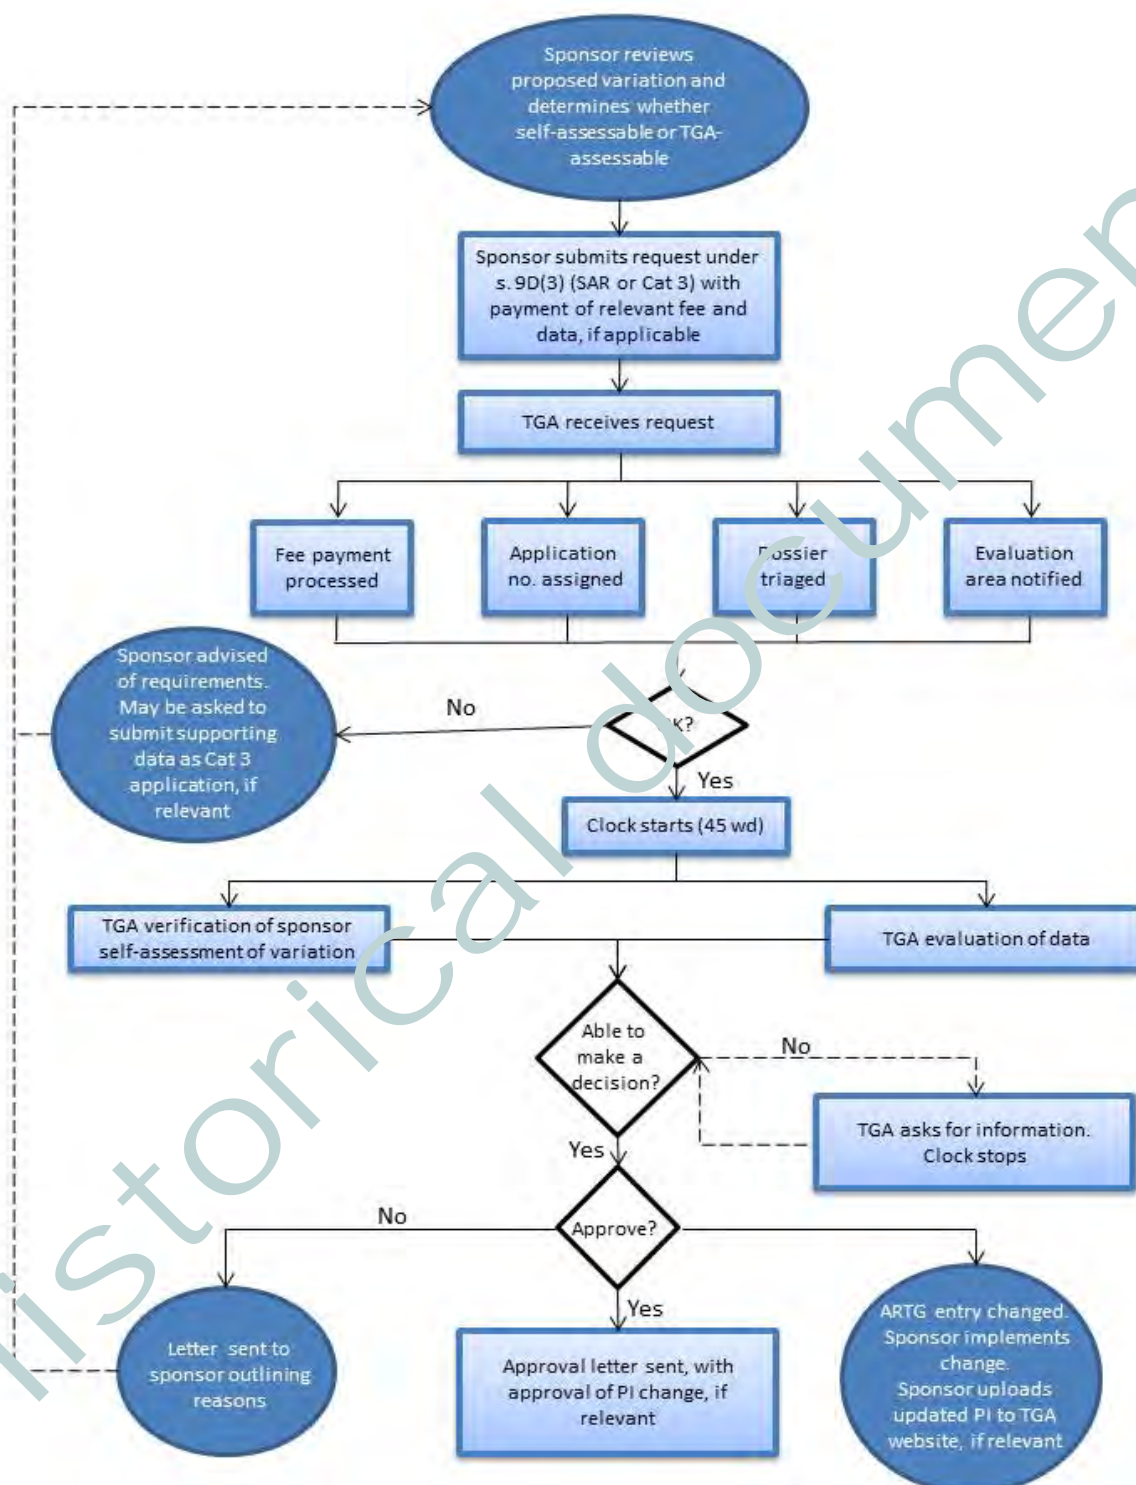 Sponsor reviews
proposed variation and
determines whether
self-assessable or TGA-
assessable
Sponsor submits request under
s. 9D(3) (SAR or Cat 3) with
payment of relevant fee and
data, if applicable
TGA receives request
Fee payment
processed
Application
no. assigned
Dossier
triaged
Evaluation
area notified
Sponsor advised
of requirements.
May be asked to
submit supporting
data as Cat 3
application, if
relevant
No
OK?
Yes
Clock starts (45 wd)
TGA verification of sponsor
self-assessment of variation
TGA evaluation of data
Able to
make a
decision?
No
TGA asks for information.
Clock stops
Yes
Approve?
No
Yes
Letter sent to
sponsor outlining
reasons
Approval letter sent, with
approval of PI change, if
relevant
ARTG entry changed.
Sponsor implements
change.
Sponsor uploads
updated PI to TGA
website, if relevant
istorical documen